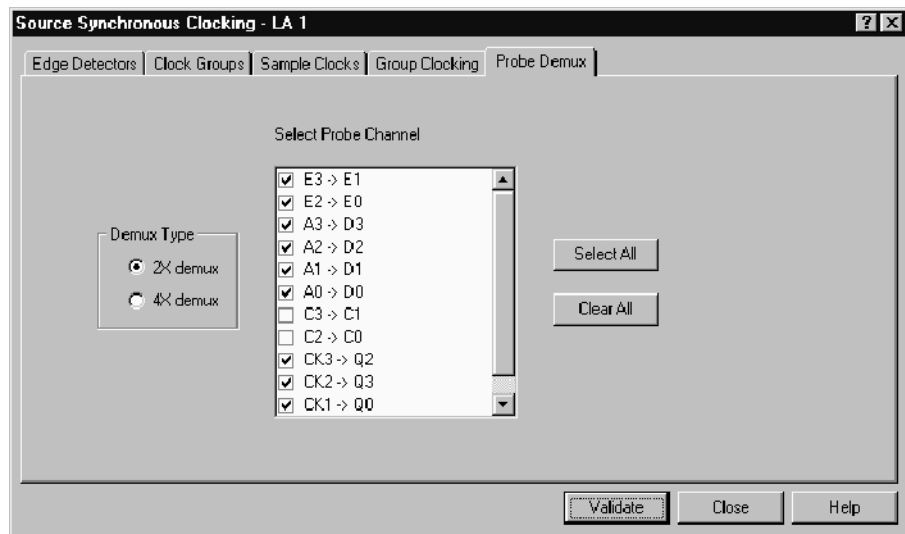 Source Synchronous Clocking - LA 1
Edge Detectors
Clock Groups
Sample Clocks
Group Clocking
Probe Demux
Select Probe Channel
E3 -> E1
E2 -> E0
A3 -> D3
A2 -> D2
A1 -> D1
A0 -> D0
C3 -> C1
C2 -> C0
CK3 -> Q2
CK2 -> Q3
CK1 -> Q0
Demux Type
2X demux
4X demux
Select All
Clear All
Validate
Close
Help